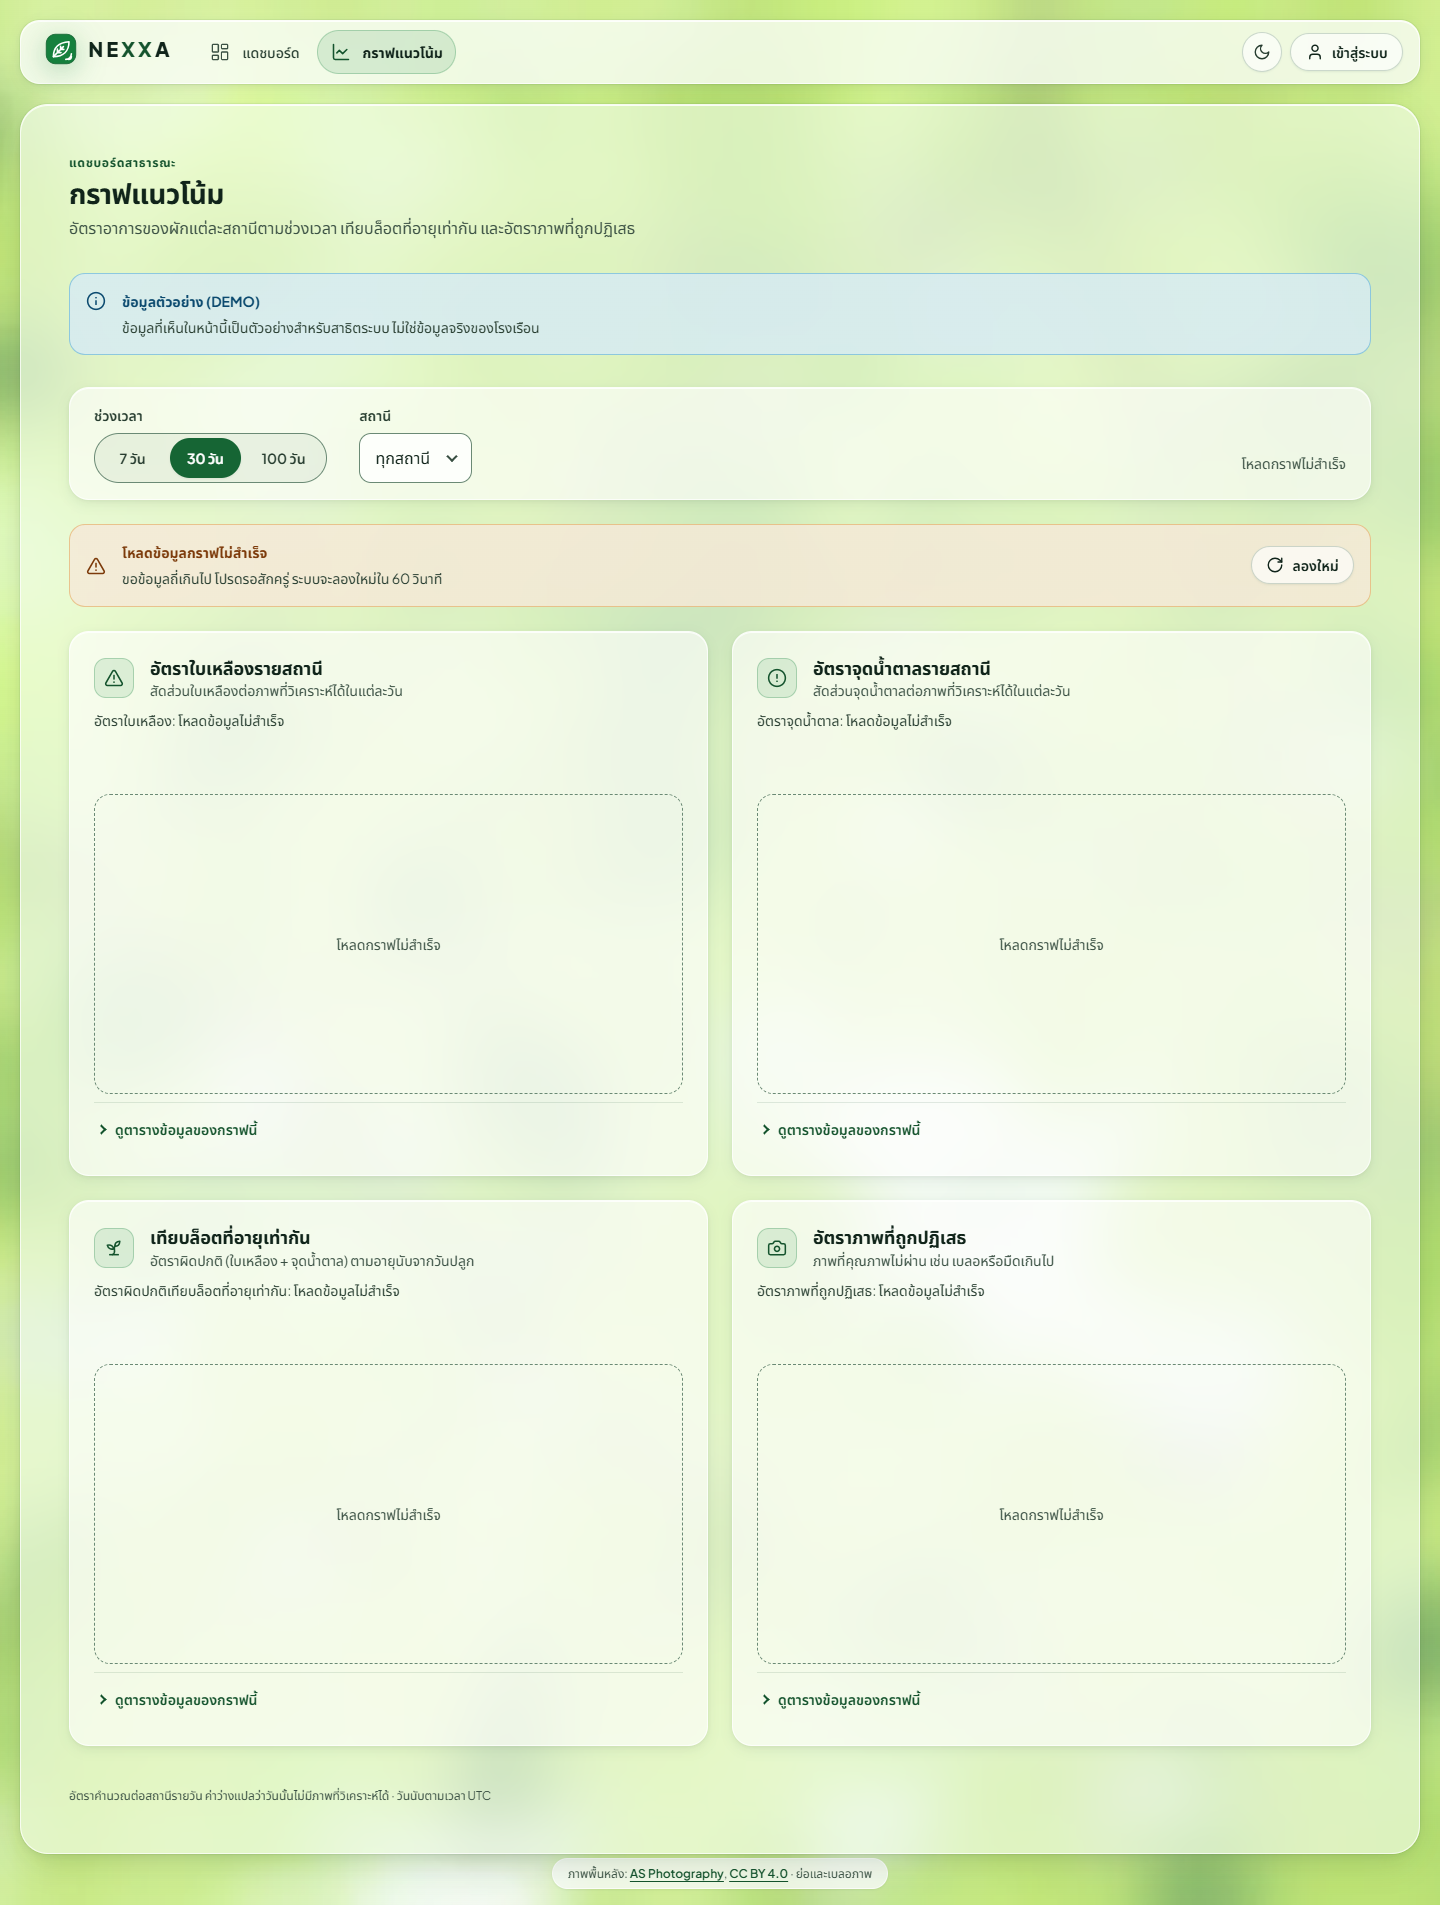 NEXXA
แดชบอร์ด
กราฟแนวโน้ม
เข้าสู่ระบบ
แดชบอร์ดสาธารณะ
กราฟแนวโน้ม
อัตราอาการของผักแต่ละสถานีตามช่วงเวลา เทียบล็อตที่อายุเท่ากัน และอัตราภาพที่ถูกปฏิเสธ
ข้อมูลตัวอย่าง (DEMO)
ข้อมูลที่เห็นในหน้านี้เป็นตัวอย่างสำหรับสาธิตระบบ ไม่ใช่ข้อมูลจริงของโรงเรือน
ช่วงเวลา
สถานี
7 วัน
30 วัน
100 วัน
ทุกสถานี
โหลดกราฟไม่สำเร็จ
โหลดข้อมูลกราฟไม่สำเร็จ
ขอข้อมูลถี่เกินไป โปรดรอสักครู่ ระบบจะลองใหม่ใน 60 วินาที
ลองใหม่
อัตราใบเหลืองรายสถานี
สัดส่วนใบเหลืองต่อภาพที่วิเคราะห์ได้ในแต่ละวัน
อัตราใบเหลือง: โหลดข้อมูลไม่สำเร็จ
โหลดกราฟไม่สำเร็จ
ดูตารางข้อมูลของกราฟนี้
อัตราจุดน้ำตาลรายสถานี
สัดส่วนจุดน้ำตาลต่อภาพที่วิเคราะห์ได้ในแต่ละวัน
อัตราจุดน้ำตาล: โหลดข้อมูลไม่สำเร็จ
โหลดกราฟไม่สำเร็จ
ดูตารางข้อมูลของกราฟนี้
เทียบล็อตที่อายุเท่ากัน
อัตราผิดปกติ (ใบเหลือง + จุดน้ำตาล) ตามอายุนับจากวันปลูก
อัตราผิดปกติเทียบล็อตที่อายุเท่ากัน: โหลดข้อมูลไม่สำเร็จ
โหลดกราฟไม่สำเร็จ
ดูตารางข้อมูลของกราฟนี้
อัตราภาพที่ถูกปฏิเสธ
ภาพที่คุณภาพไม่ผ่าน เช่น เบลอหรือมืดเกินไป
อัตราภาพที่ถูกปฏิเสธ: โหลดข้อมูลไม่สำเร็จ
โหลดกราฟไม่สำเร็จ
ดูตารางข้อมูลของกราฟนี้
อัตราคำนวณต่อสถานีรายวัน ค่าว่างแปลว่าวันนั้นไม่มีภาพที่วิเคราะห์ได้ · วันนับตามเวลา UTC
ภาพพื้นหลัง: AS Photography, CC BY 4.0 · ย่อและเบลอภาพ